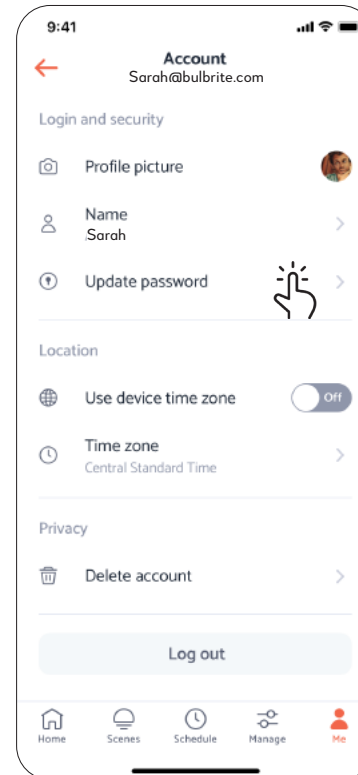 9:41
Account
Sarah@bulbrite.com
Login and security
Profile picture
Name
Sarah
Update password
Location
Use device time zone
Off
Time zone
Central Standard Time
Privacy
Delete account
Log out
Home Scenes Schedule Manage Me